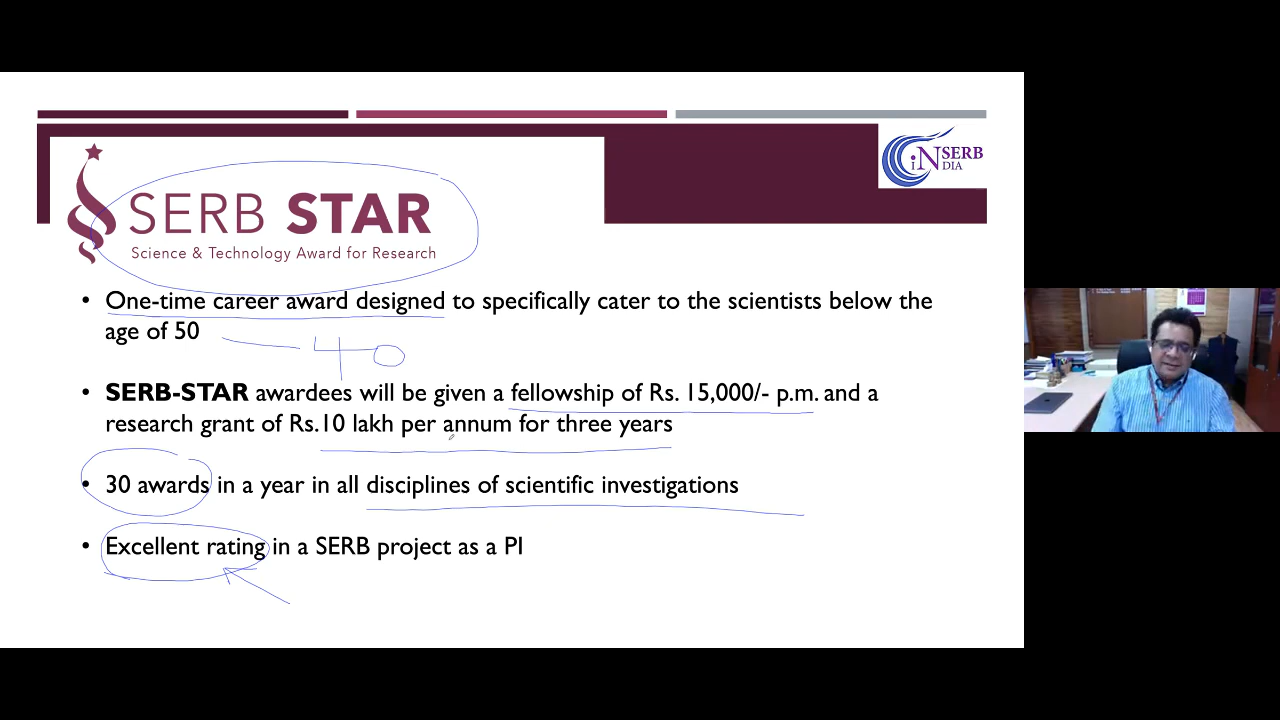 SERB STAR
Science & Technology Award for Research
iNSERB
DIA
• One-time career award designed to specifically cater to the scientists below the
age of 50
40
• SERB-STAR awardees will be given a fellowship of Rs. 15,000/- p.m. and a
research grant of Rs.10 lakh per annum for three years
• 30 awards in a year in all disciplines of scientific investigations
• Excellent rating in a SERB project as a PI